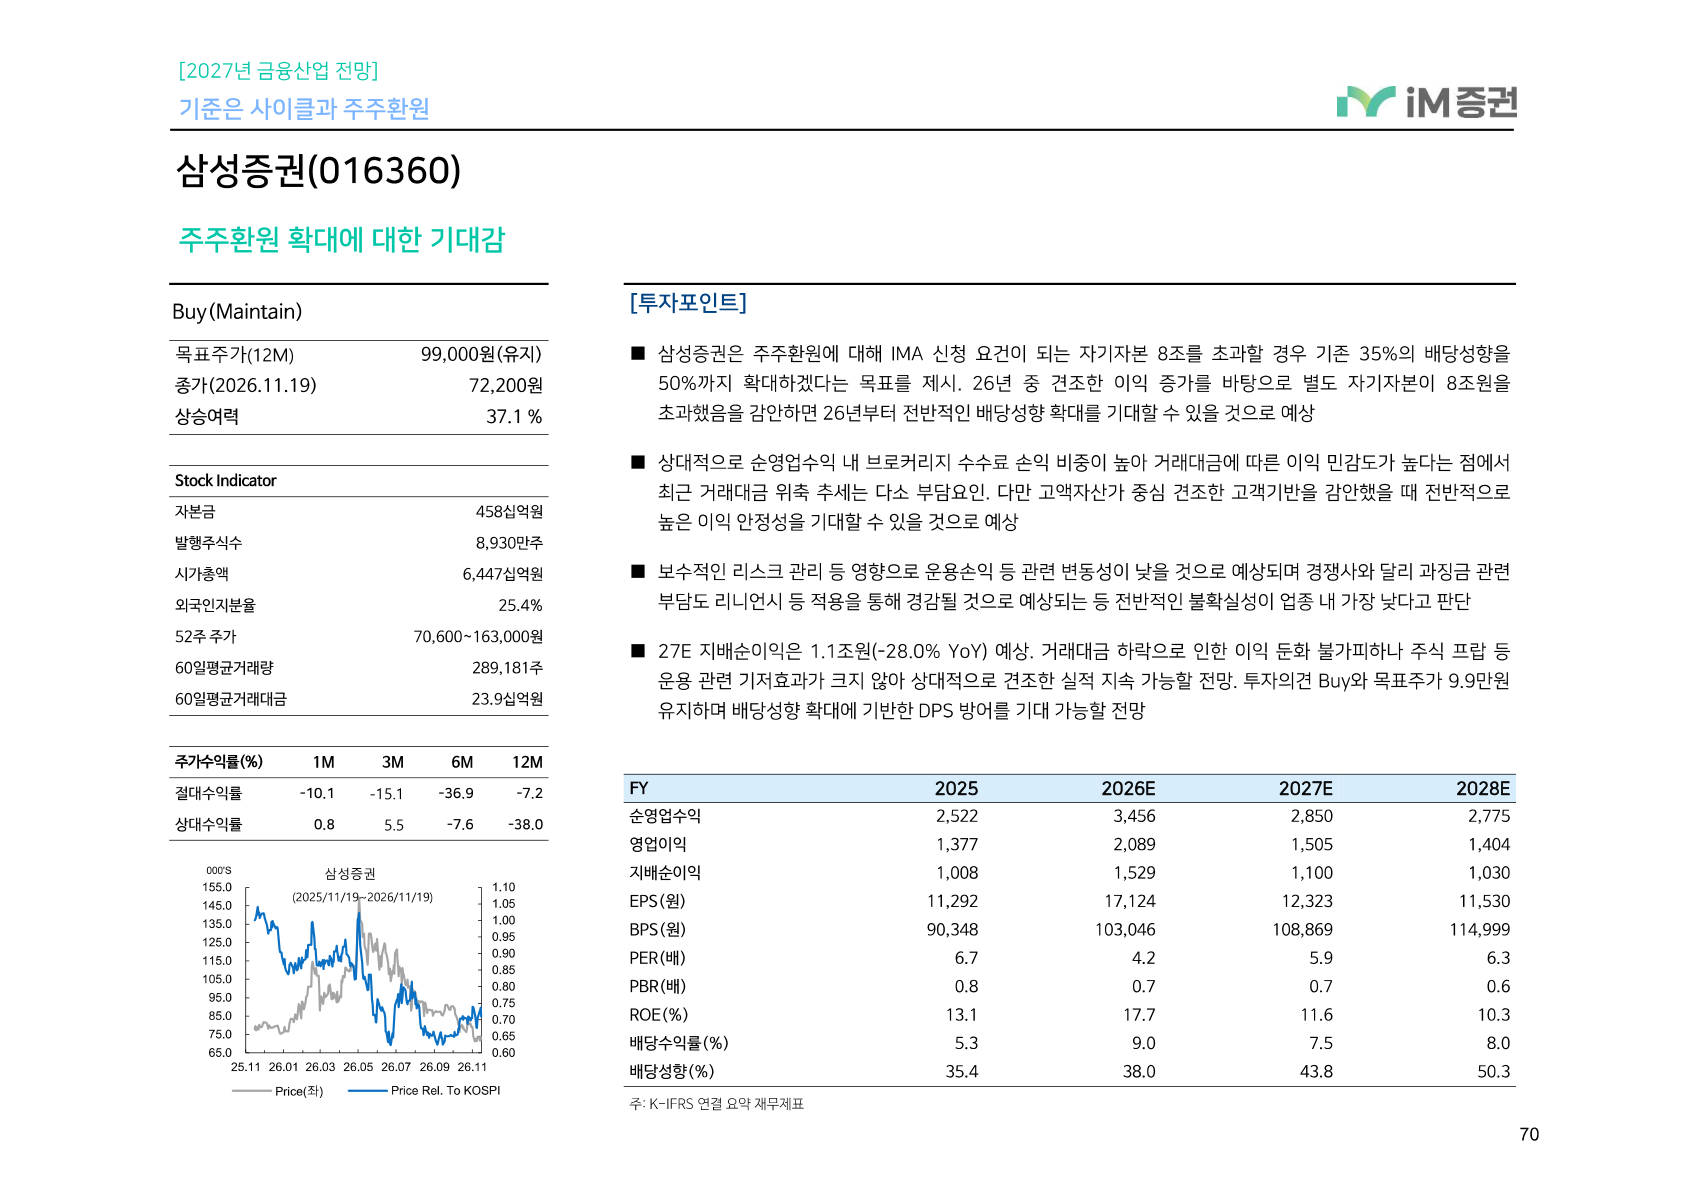 [2027년 금융산업 전망]
기준은 사이클과 주주환원
iM증권
삼성증권(016360)
주주환원 확대에 대한 기대감
Buy(Maintain)
목표주가(12M) 99,000원(유지)
종가(2026.11.19) 72,200원
상승여력 37.1 %
Stock Indicator
자본금 458십억원
발행주식수 8,930만주
시가총액 6,447십억원
외국인지분율 25.4%
52주 주가 70,600~163,000원
60일평균거래량 289,181주
60일평균거래대금 23.9십억원
주가수익률(%) 1M 3M 6M 12M
절대수익률 -10.1 -15.1 -36.9 -7.2
상대수익률 0.8 5.5 -7.6 -38.0
000'S
삼성증권
(2025/11/19~2026/11/19)
155.0 1.10
145.0 1.05
135.0 1.00
125.0 0.95
115.0 0.90
105.0 0.85
95.0 0.80
85.0 0.75
75.0 0.70
65.0 0.65
0.60
25.11 26.01 26.03 26.05 26.07 26.09 26.11
Price(좌) Price Rel. To KOSPI
[투자포인트]
■ 삼성증권은 주주환원에 대해 IMA 신청 요건이 되는 자기자본 8조를 초과할 경우 기존 35%의 배당성향을
50%까지 확대하겠다는 목표를 제시. 26년 중 견조한 이익 증가를 바탕으로 별도 자기자본이 8조원을
초과했음을 감안하면 26년부터 전반적인 배당성향 확대를 기대할 수 있을 것으로 예상
■ 상대적으로 순영업수익 내 브로커리지 수수료 손익 비중이 높아 거래대금에 따른 이익 민감도가 높다는 점에서
최근 거래대금 위축 추세는 다소 부담요인. 다만 고액자산가 중심 견조한 고객기반을 감안했을 때 전반적으로
높은 이익 안정성을 기대할 수 있을 것으로 예상
■ 보수적인 리스크 관리 등 영향으로 운용손익 등 관련 변동성이 낮을 것으로 예상되며 경쟁사와 달리 과징금 관련
부담도 리니언시 등 적용을 통해 경감될 것으로 예상되는 등 전반적인 불확실성이 업종 내 가장 낮다고 판단
■ 27E 지배순이익은 1.1조원(-28.0% YoY) 예상. 거래대금 하락으로 인한 이익 둔화 불가피하나 주식 프랍 등
운용 관련 기저효과가 크지 않아 상대적으로 견조한 실적 지속 가능할 전망. 투자의견 Buy와 목표주가 9.9만원
유지하며 배당성향 확대에 기반한 DPS 방어를 기대 가능할 전망
FY 2025 2026E 2027E 2028E
순영업수익 2,522 3,456 2,850 2,775
영업이익 1,377 2,089 1,505 1,404
지배순이익 1,008 1,529 1,100 1,030
EPS(원) 11,292 17,124 12,323 11,530
BPS(원) 90,348 103,046 108,869 114,999
PER(배) 6.7 4.2 5.9 6.3
PBR(배) 0.8 0.7 0.7 0.6
ROE(%) 13.1 17.7 11.6 10.3
배당수익률(%) 5.3 9.0 7.5 8.0
배당성향(%) 35.4 38.0 43.8 50.3
주: K-IFRS 연결 요약 재무제표
70